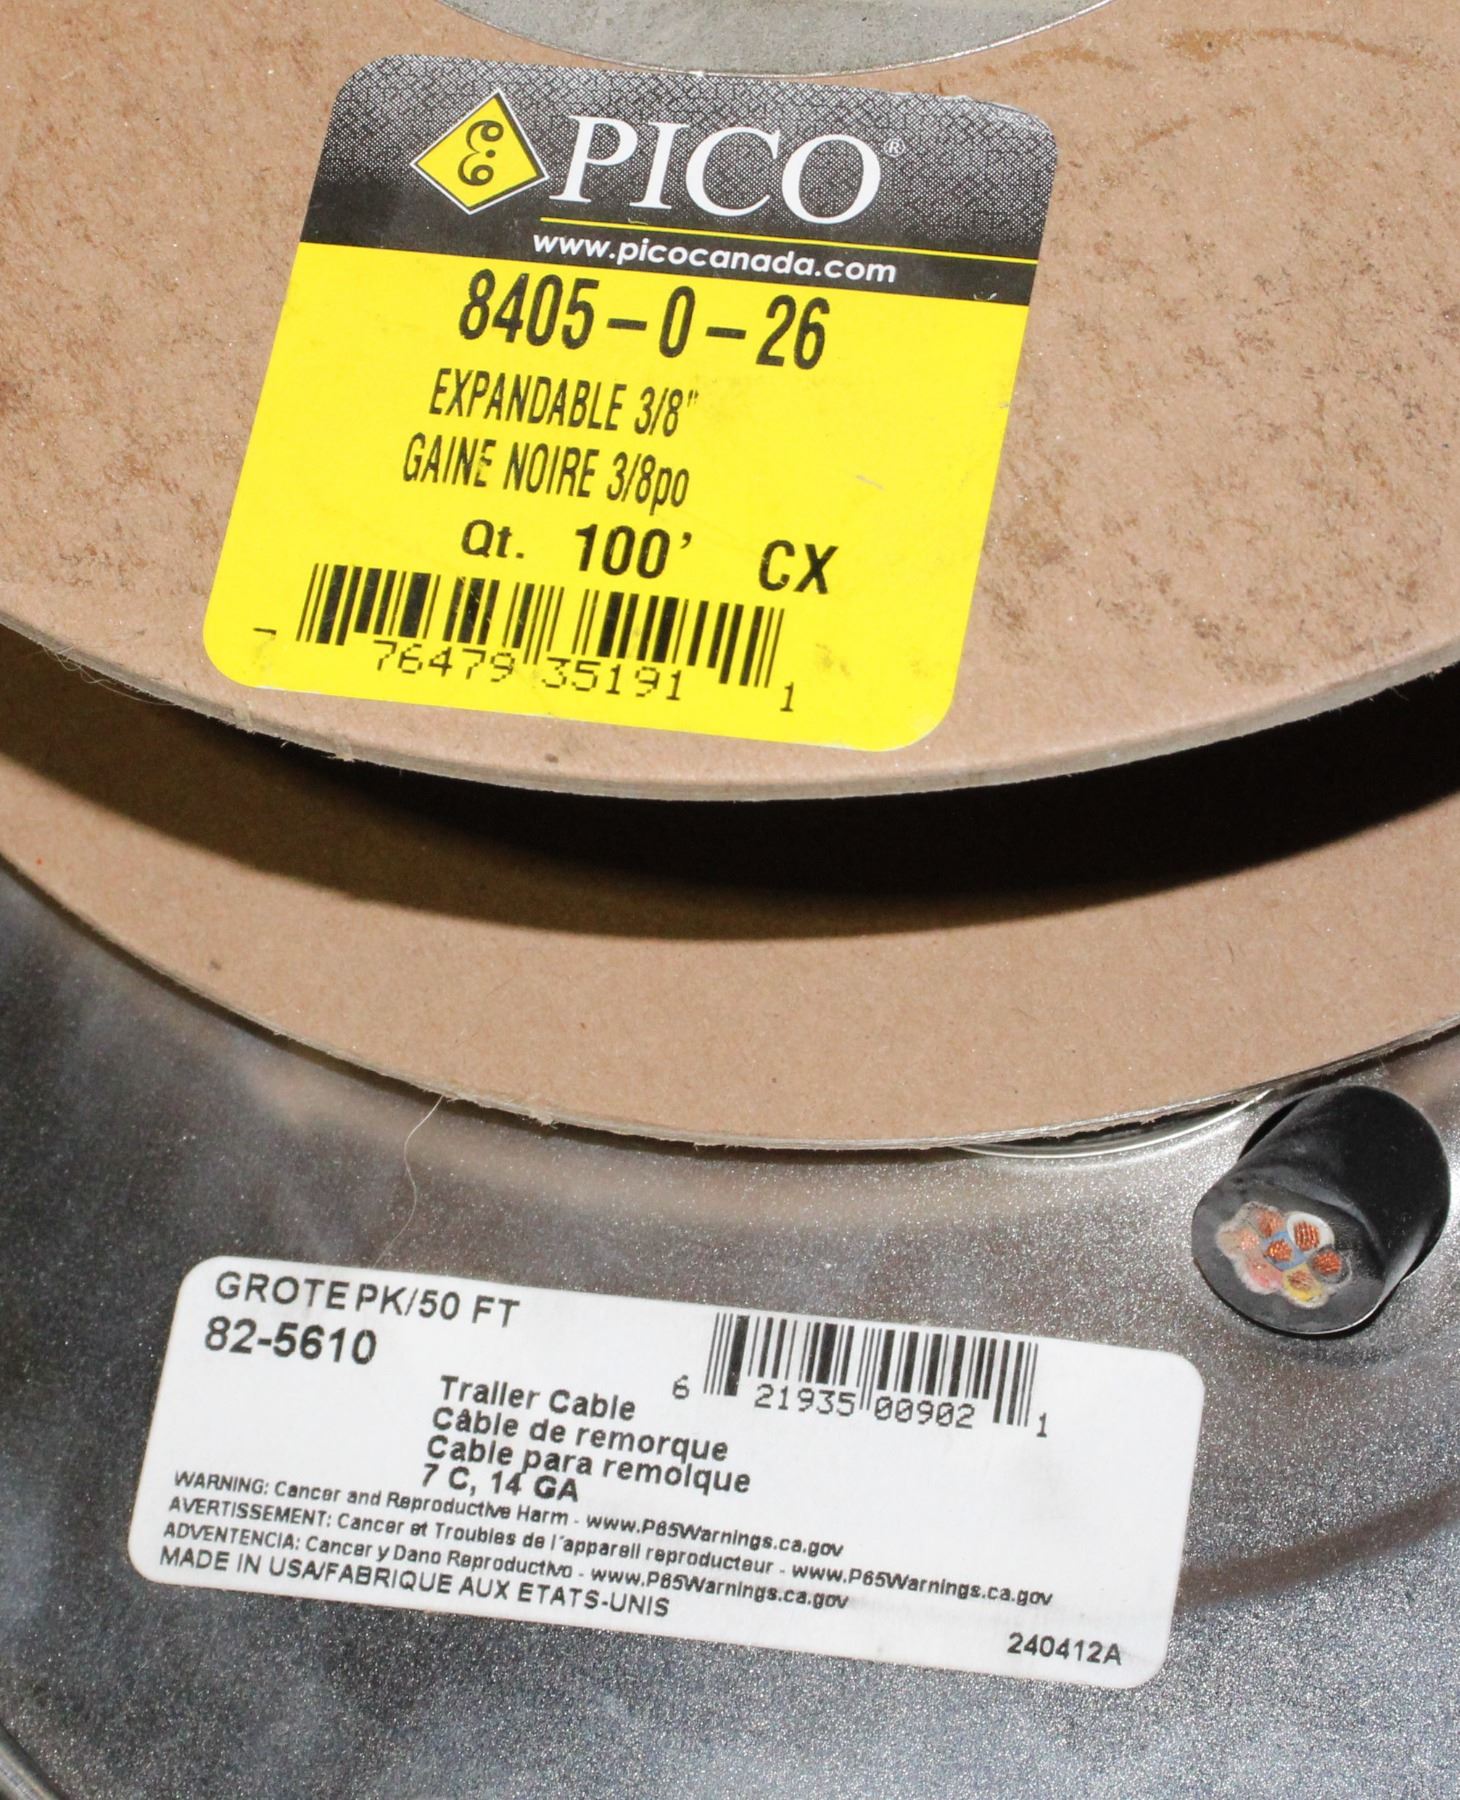 PICO®
www.picocanada.com
8405-0-26
EXPANDABLE 3/8"
GAINE NOIRE 3/8po
Qt. 100' CX
7 76479 35191 1
GROTE PK/50 FT
82-5610
6 21935 00902 1
Trailer Cable
Câble de remorque
Cable para remolque
7 C, 14 GA
WARNING: Cancer and Reproductive Harm - www.P65Warnings.ca.gov
AVERTISSEMENT: Cancer et Troubles de l'appareil reproducteur - www.P65Warnings.ca.gov
ADVENTENCIA: Cancer y Dano Reproductivo - www.P65Warnings.ca.gov
MADE IN USA/FABRIQUE AUX ETATS-UNIS
240412A